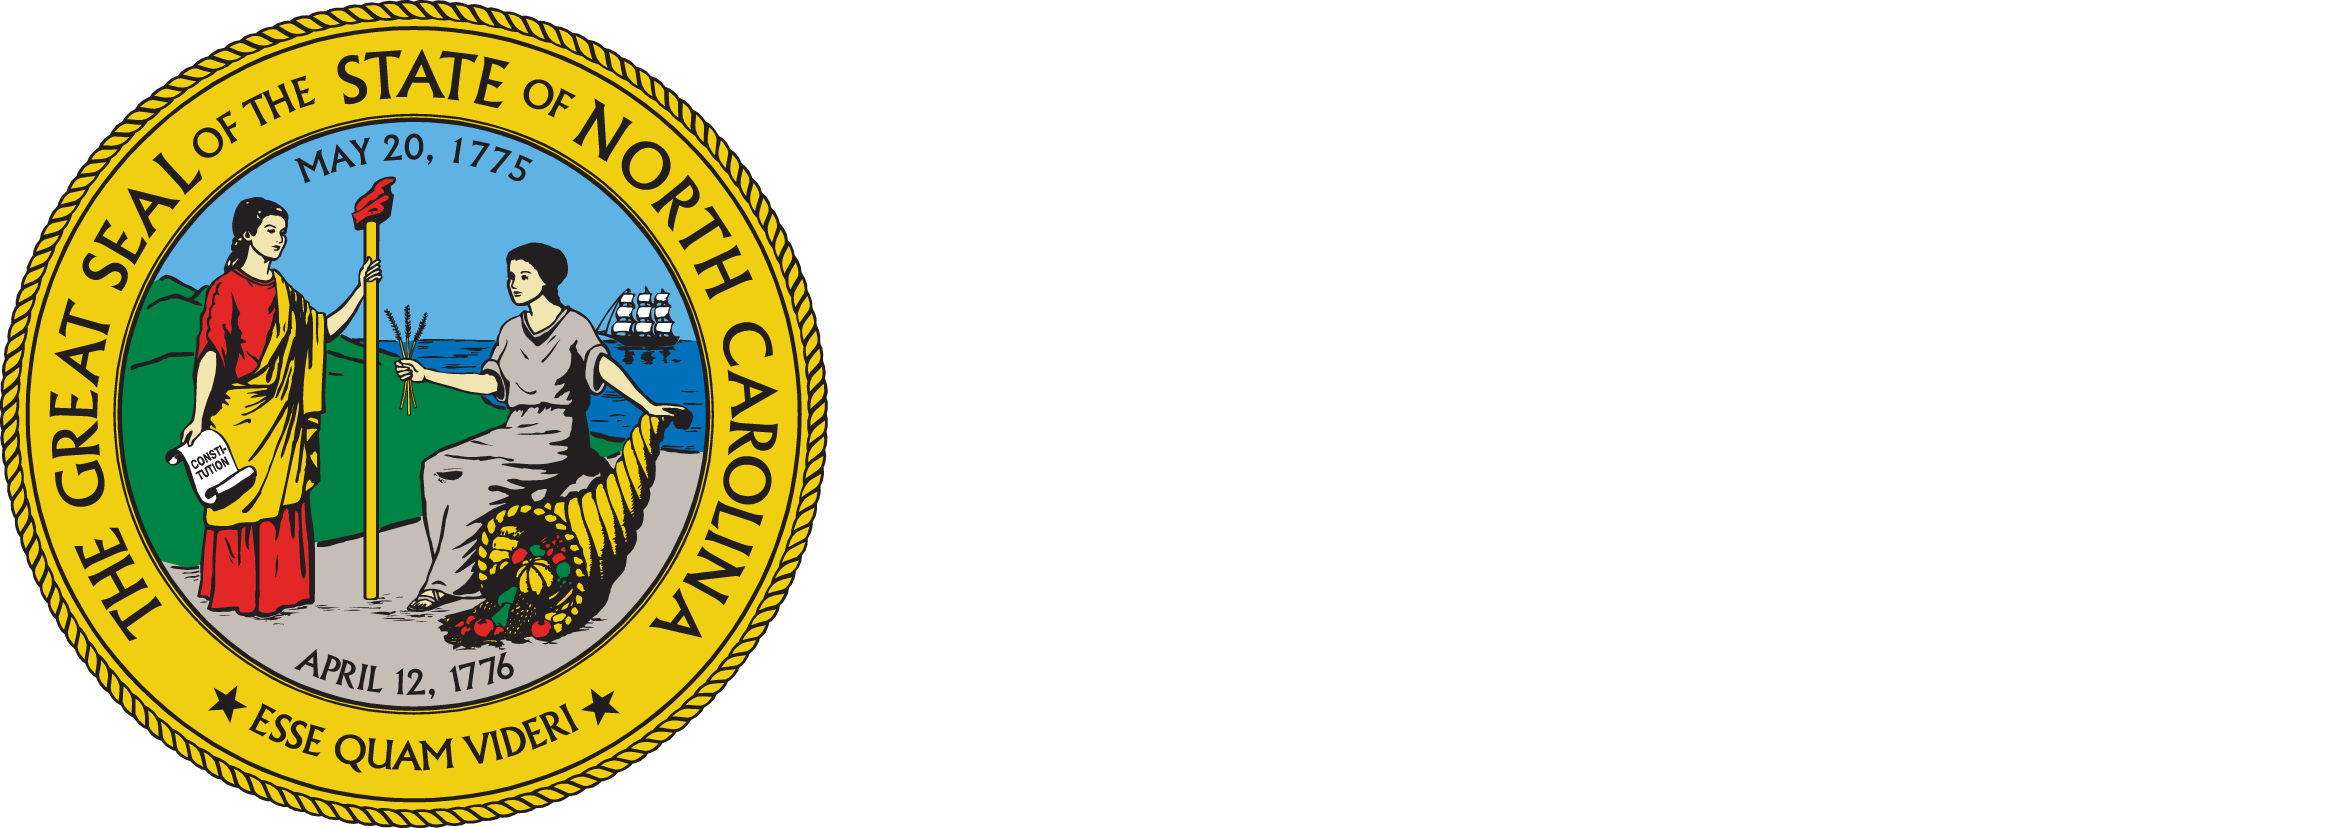 THE GREAT SEAL OF THE STATE OF NORTH CAROLINA
MAY 20, 1775
CONSTI-
TUTION
APRIL 12, 1776
ESSE QUAM VIDERI